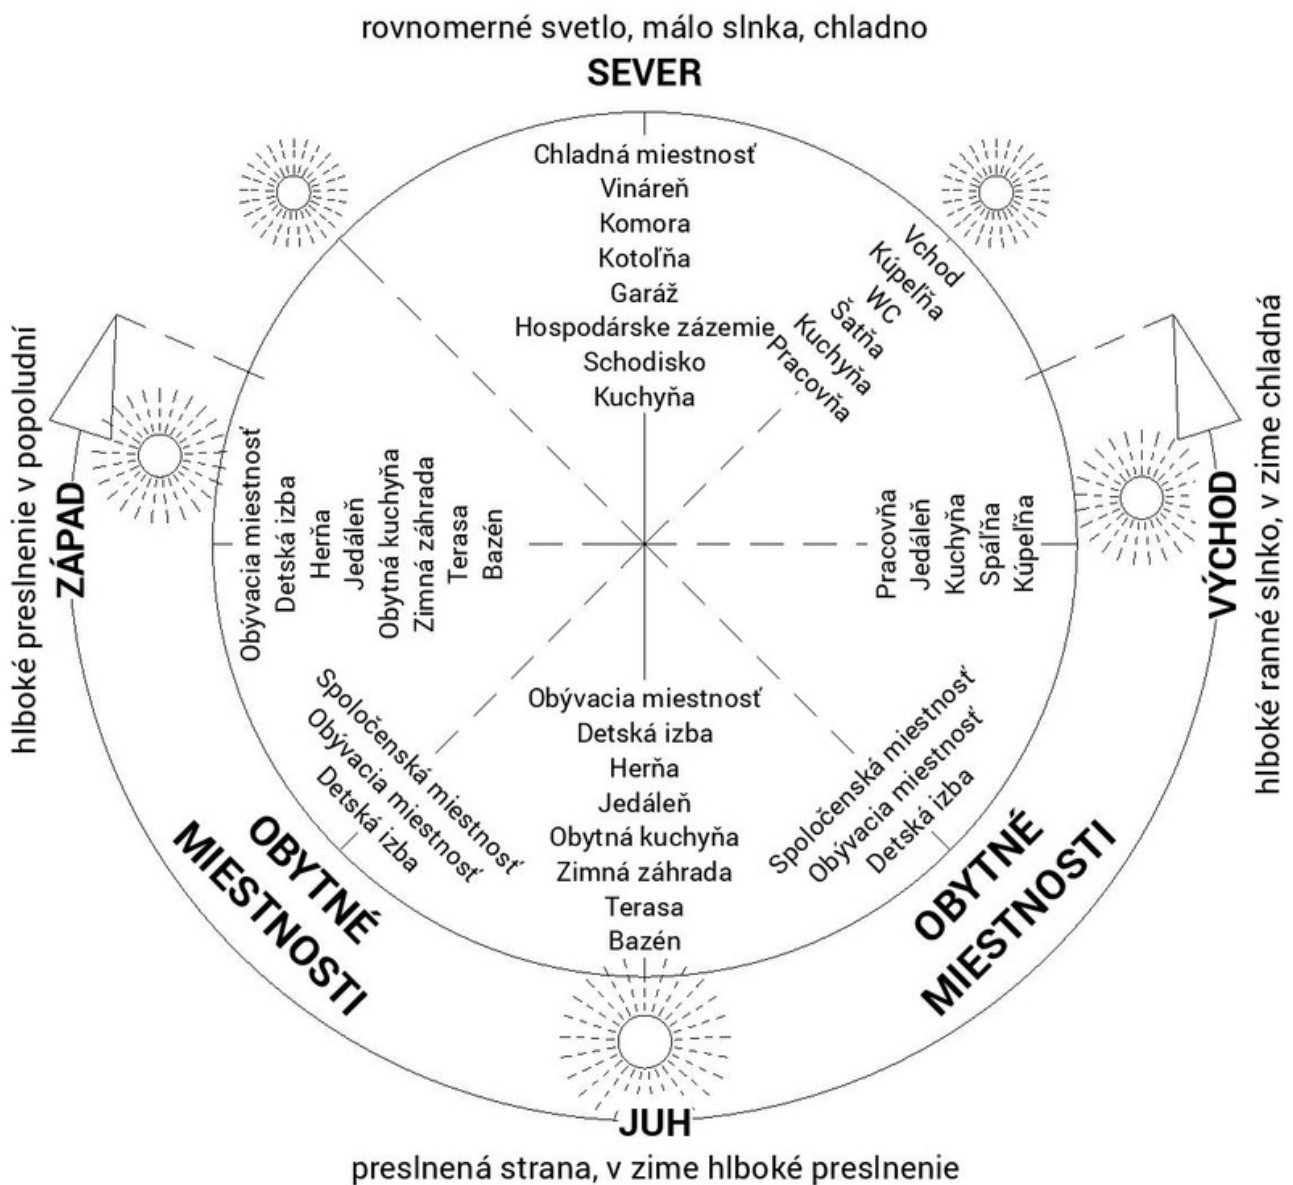 rovnomerné svetlo, málo slnka, chladno
SEVER
Chladná miestnosť
Vináreň
Komora
Kotoľňa
Garáž
Hospodárske zázemie
Schodisko
Kuchyňa
Vchod
Kúpeľňa
WC
Šatňa
Kuchyňa
Pracovňa
hlboké preslnenie v popoludní
ZÁPAD
Obývacia miestnosť
Detská izba
Herňa
Jedáleň
Obytná kuchyňa
Zimná záhrada
Terasa
Bazén
Pracovňa
Jedáleň
Kuchyňa
Spáľňa
Kúpeľňa
VÝCHOD
hlboké ranné slnko, v zime chladná
Spoločenská miestnosť
Obývacia miestnosť
Detská izba
OBYTNÉ
MIESTNOSTI
Obývacia miestnosť
Detská izba
Herňa
Jedáleň
Obytná kuchyňa
Zimná záhrada
Terasa
Bazén
Spoločenská miestnosť
Obývacia miestnosť
Detská izba
OBYTNÉ
MIESTNOSTI
JUH
preslnená strana, v zime hlboké preslnenie